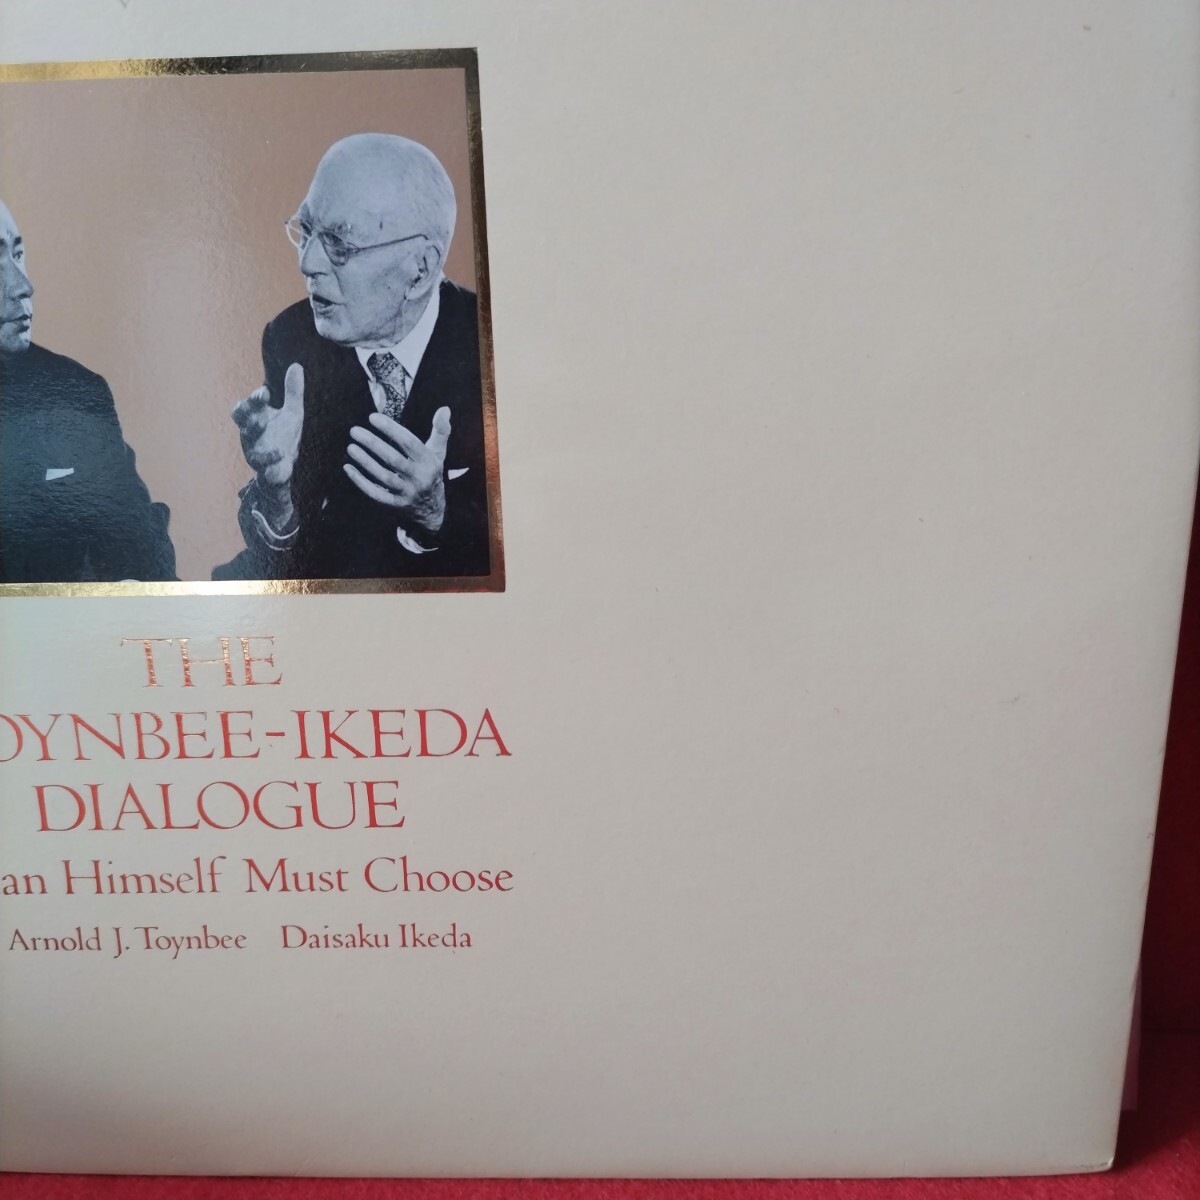 THE
OYNBEE-IKEDA
DIALOGUE
an Himself Must Choose
Arnold J. Toynbee Daisaku Ikeda